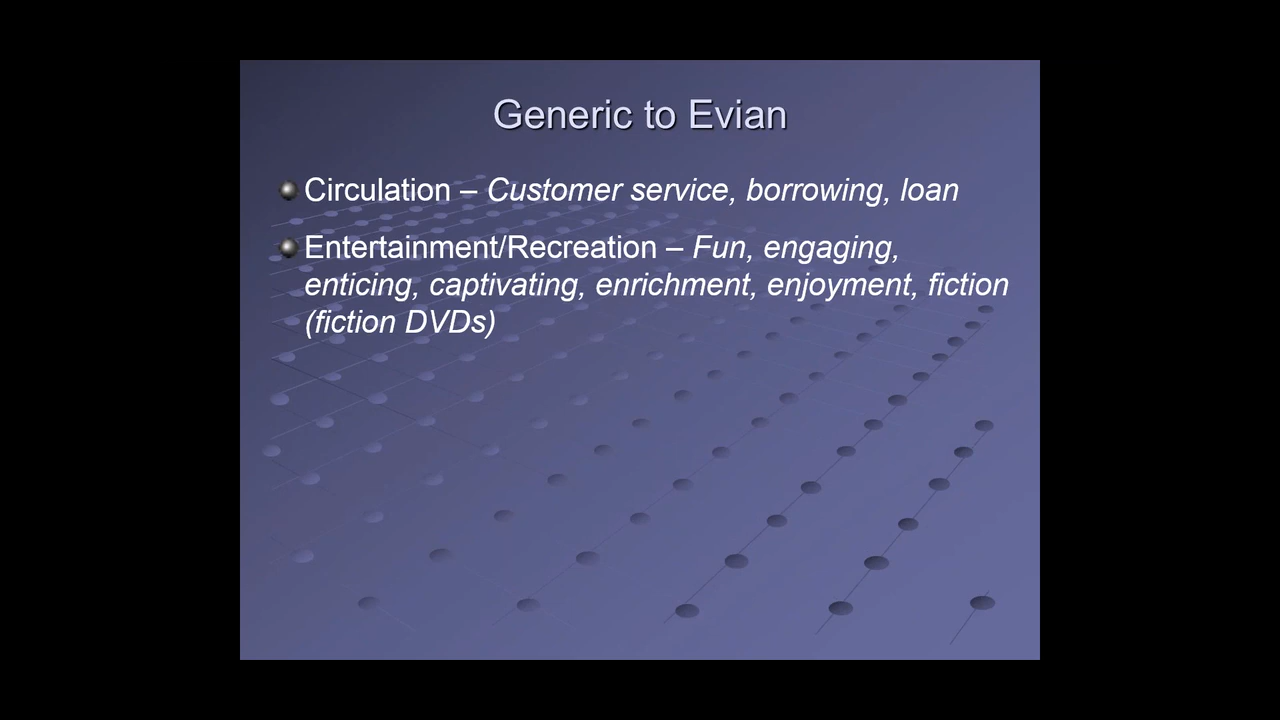 Generic to Evian
Circulation – Customer service, borrowing, loan
Entertainment/Recreation – Fun, engaging,
enticing, captivating, enrichment, enjoyment, fiction
(fiction DVDs)